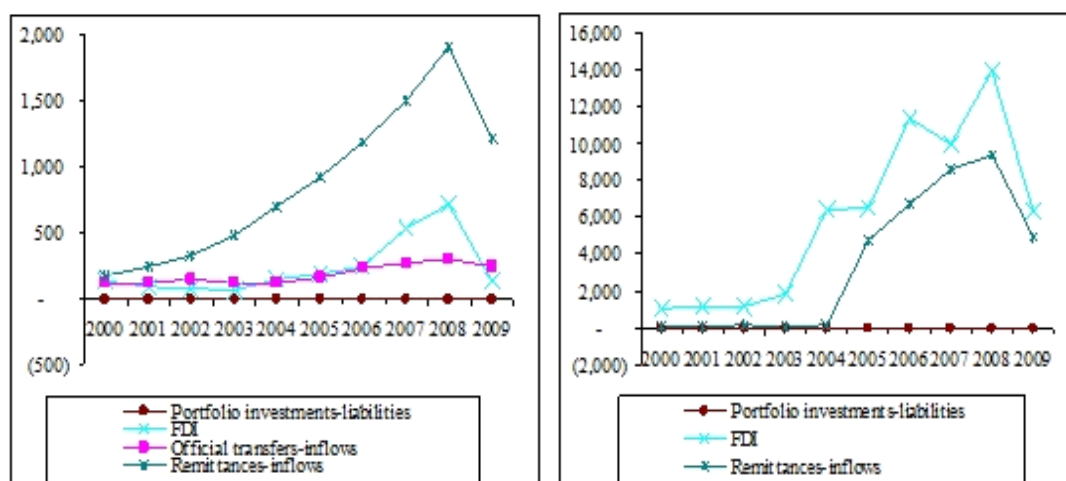 2,000
1,500
1,000
500
-
(500)
2000 2001 2002 2003 2004 2005 2006 2007 2008 2009
Portfolio investments-liabilities
FDI
Official transfers-inflows
Remittances-inflows
16,000
14,000
12,000
10,000
8,000
6,000
4,000
2,000
-
(2,000)
2000 2001 2002 2003 2004 2005 2006 2007 2008 2009
Portfolio investments-liabilities
FDI
Remittances-inflows